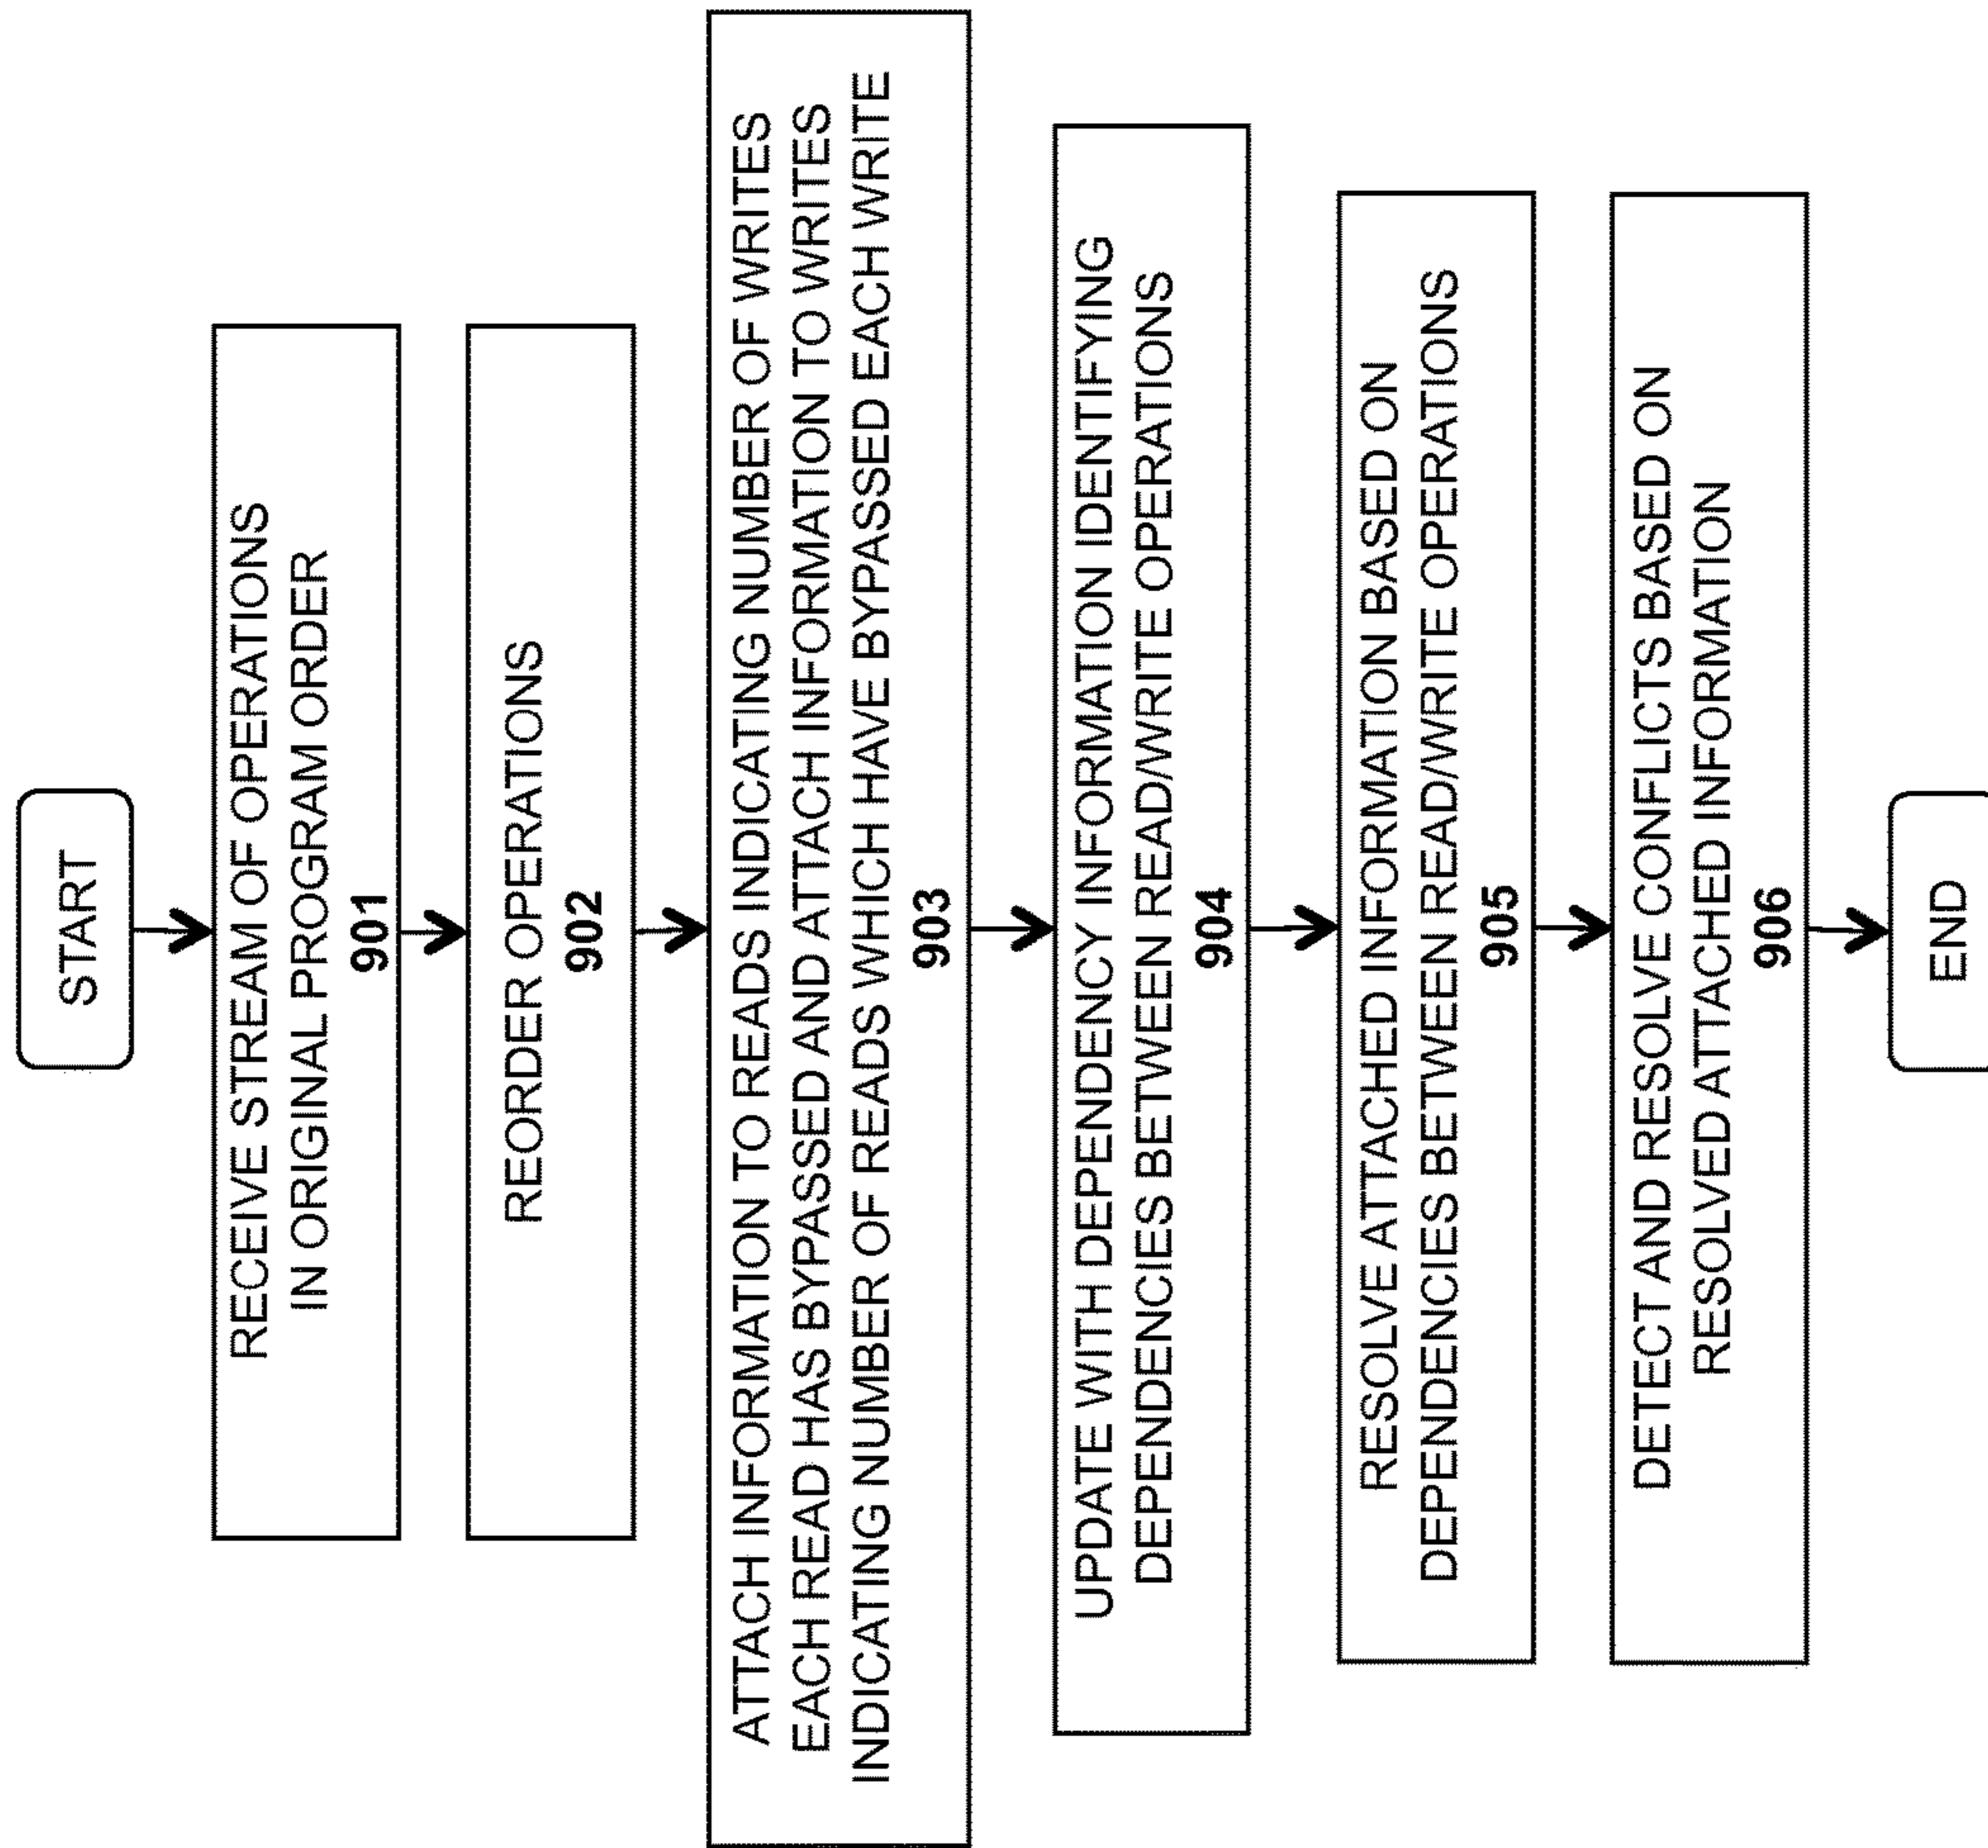 START
RECEIVE STREAM OF OPERATIONS
IN ORIGINAL PROGRAM ORDER
901
REORDER OPERATIONS
902
ATTACH INFORMATION TO READS INDICATING NUMBER OF WRITES
EACH READ HAS BYPASSED AND ATTACH INFORMATION TO WRITES
INDICATING NUMBER OF READS WHICH HAVE BYPASSED EACH WRITE
903
UPDATE WITH DEPENDENCY INFORMATION IDENTIFYING
DEPENDENCIES BETWEEN READ/WRITE OPERATIONS
904
RESOLVE ATTACHED INFORMATION BASED ON
DEPENDENCIES BETWEEN READ/WRITE OPERATIONS
905
DETECT AND RESOLVE CONFLICTS BASED ON
RESOLVED ATTACHED INFORMATION
906
END